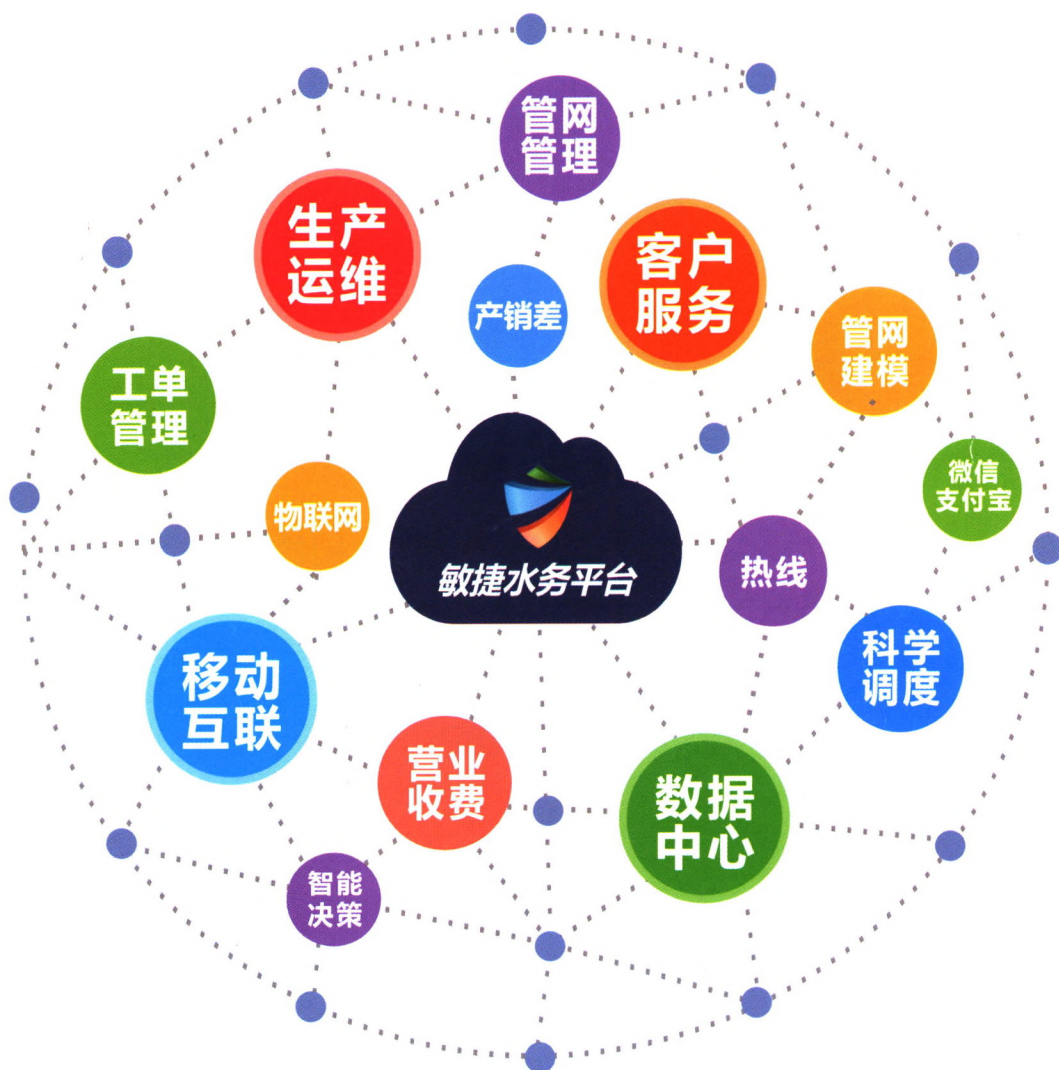 管网
管理
生产
运维
客户
服务
产销差
管网
建模
工单
管理
微信
支付宝
物联网
敏捷水务平台
热线
科学
调度
移动
互联
营业
收费
数据
中心
智能
决策